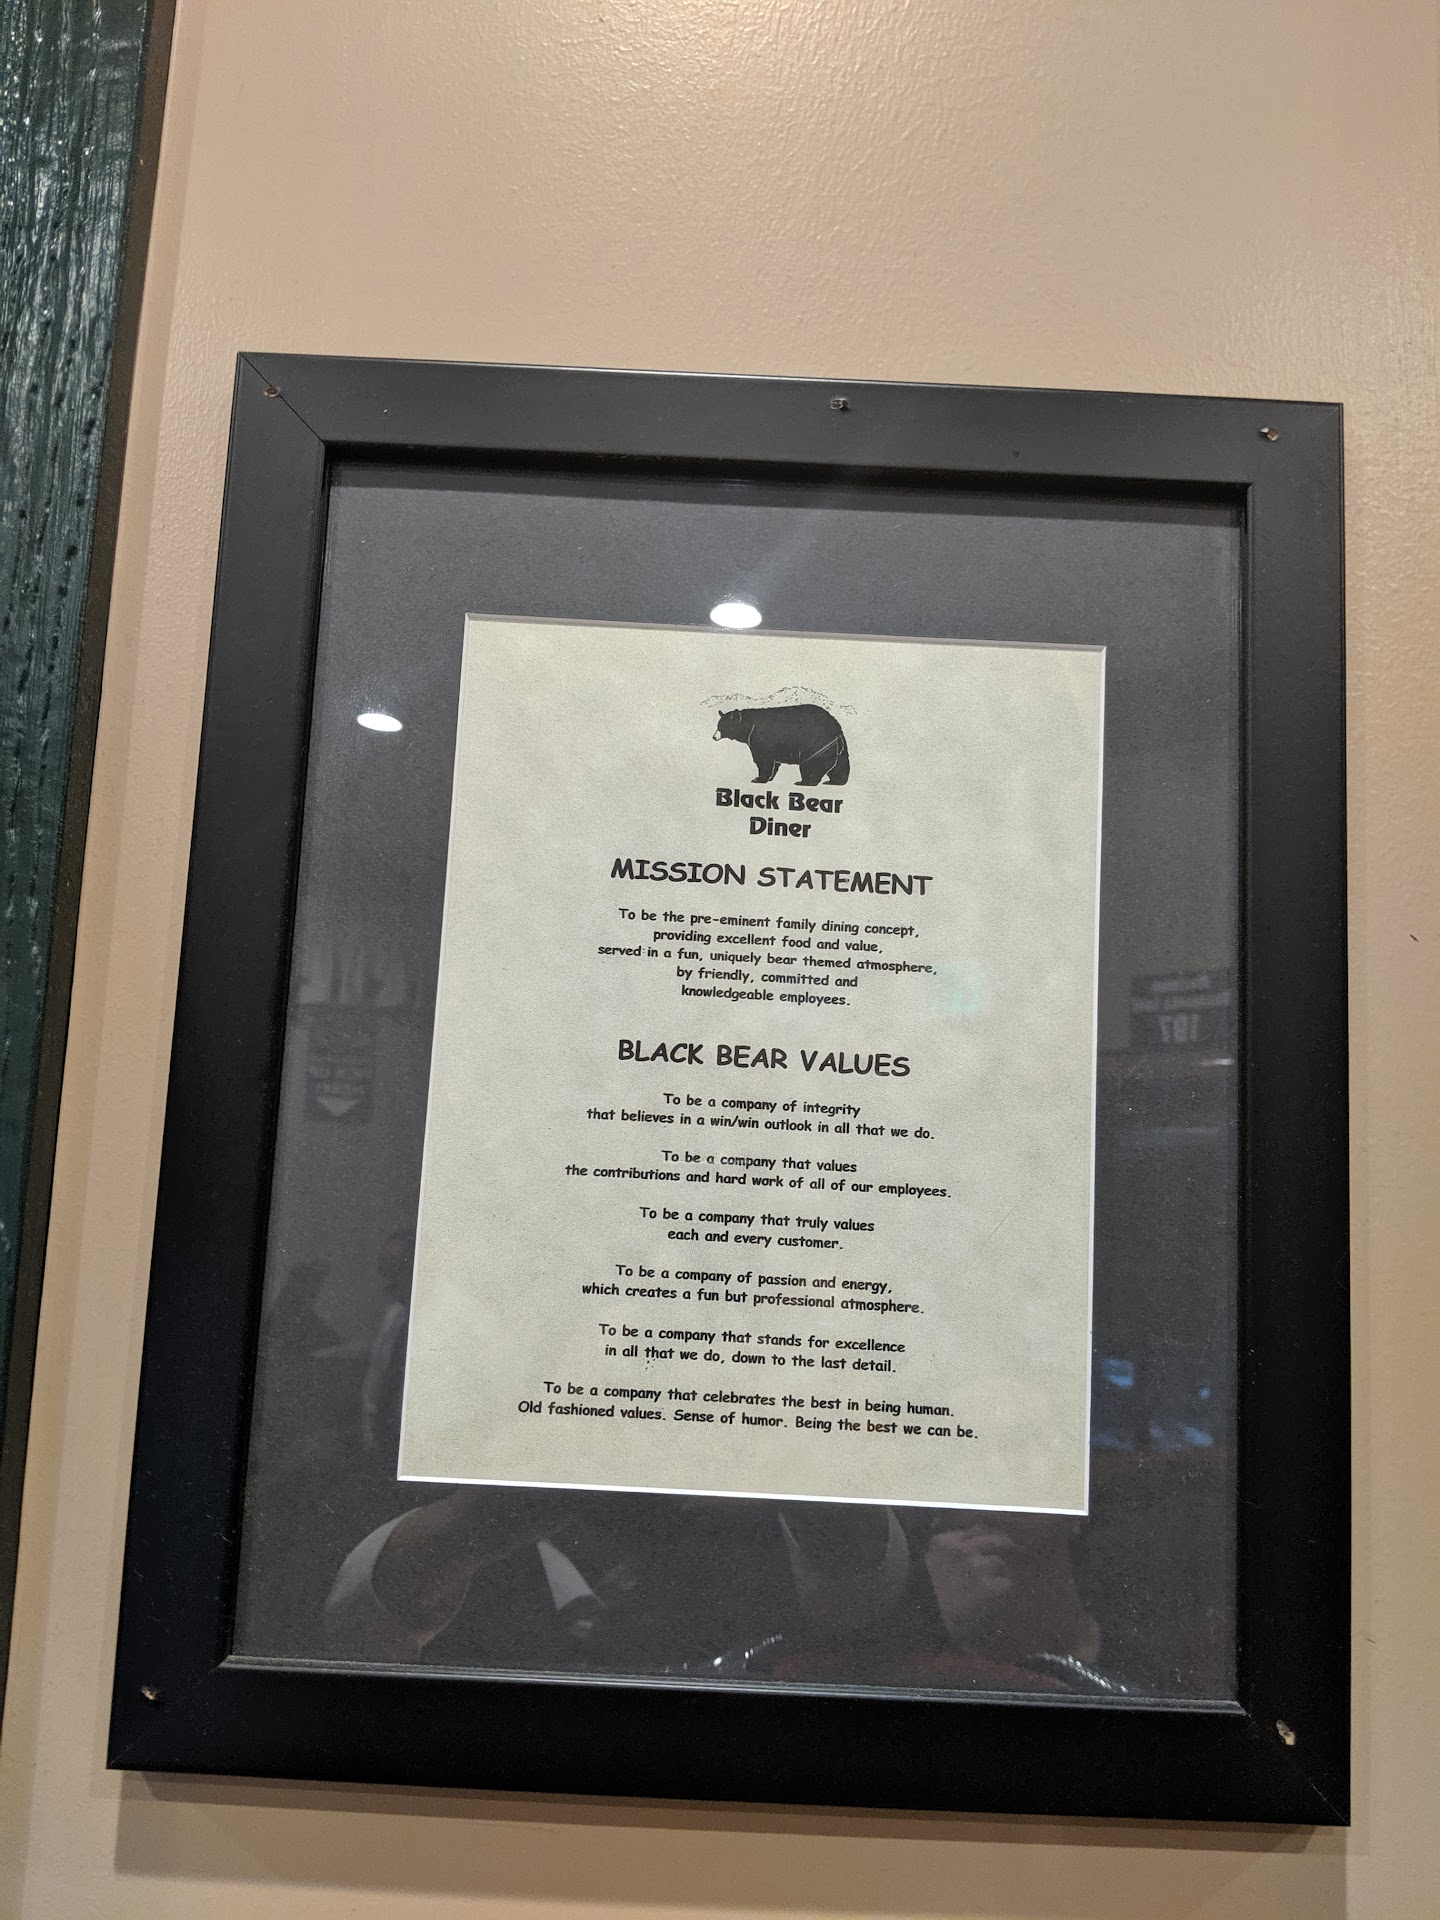 Black Bear
Diner
MISSION STATEMENT
To be the pre-eminent family dining concept,
providing excellent food and value,
served in a fun, uniquely bear themed atmosphere,
by friendly, committed and
knowledgeable employees.
BLACK BEAR VALUES
To be a company of integrity
that believes in a win/win outlook in all that we do.
To be a company that values
the contributions and hard work of all of our employees.
To be a company that truly values
each and every customer.
To be a company of passion and energy,
which creates a fun but professional atmosphere.
To be a company that stands for excellence
in all that we do, down to the last detail.
To be a company that celebrates the best in being human.
Old fashioned values. Sense of humor. Being the best we can be.